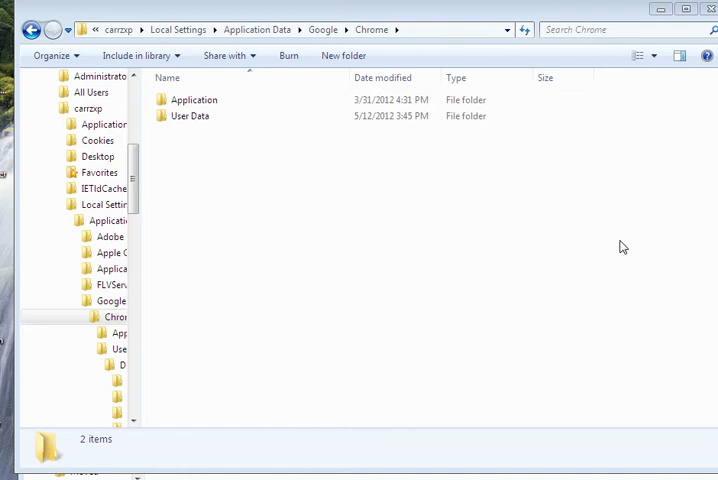 « carrzxp Local Settings Application Data Google Chrome Search Chrome
Organize Include in library Share with Burn New folder
Name Date modified Type Size
Administrato
All Users
carrzxp
Application
Cookies
Desktop
Favorites
IETldCache
Local Settin
Applicati
Adobe
Apple C
Applica
FLVServ
Google
Chron
App
Use
D
Application 3/31/2012 4:31 PM File folder
User Data 5/12/2012 3:45 PM File folder
2 items